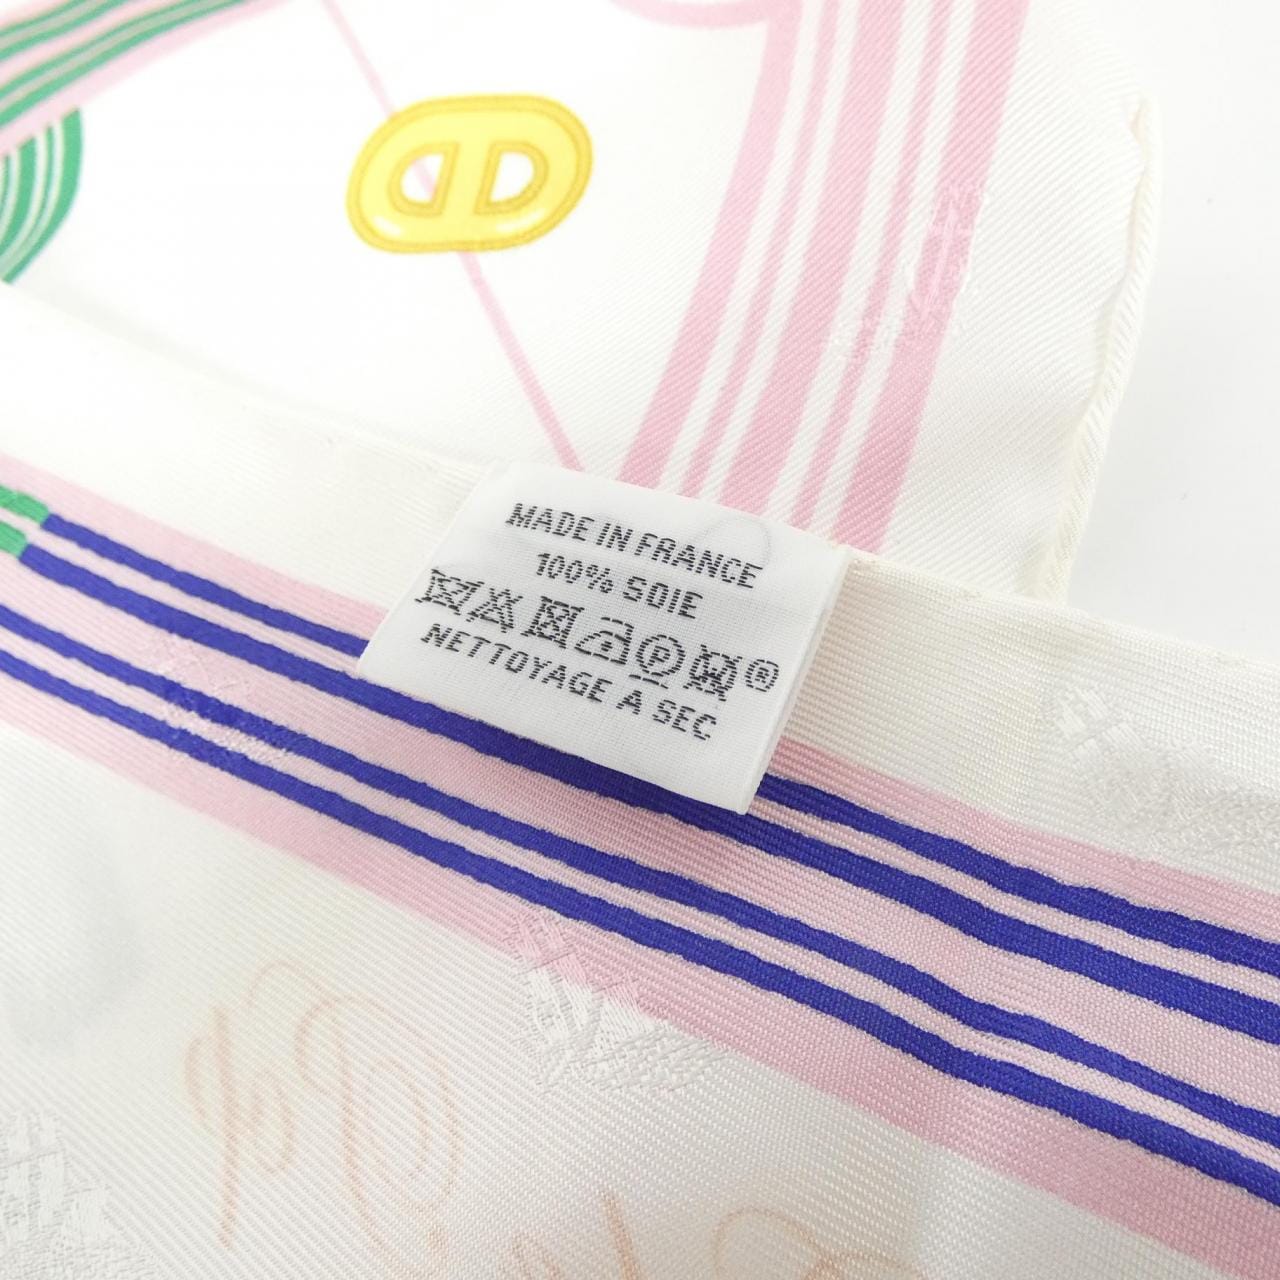 MADE IN FRANCE
100% SOIE
P W ®
NETTOYAGE A SEC